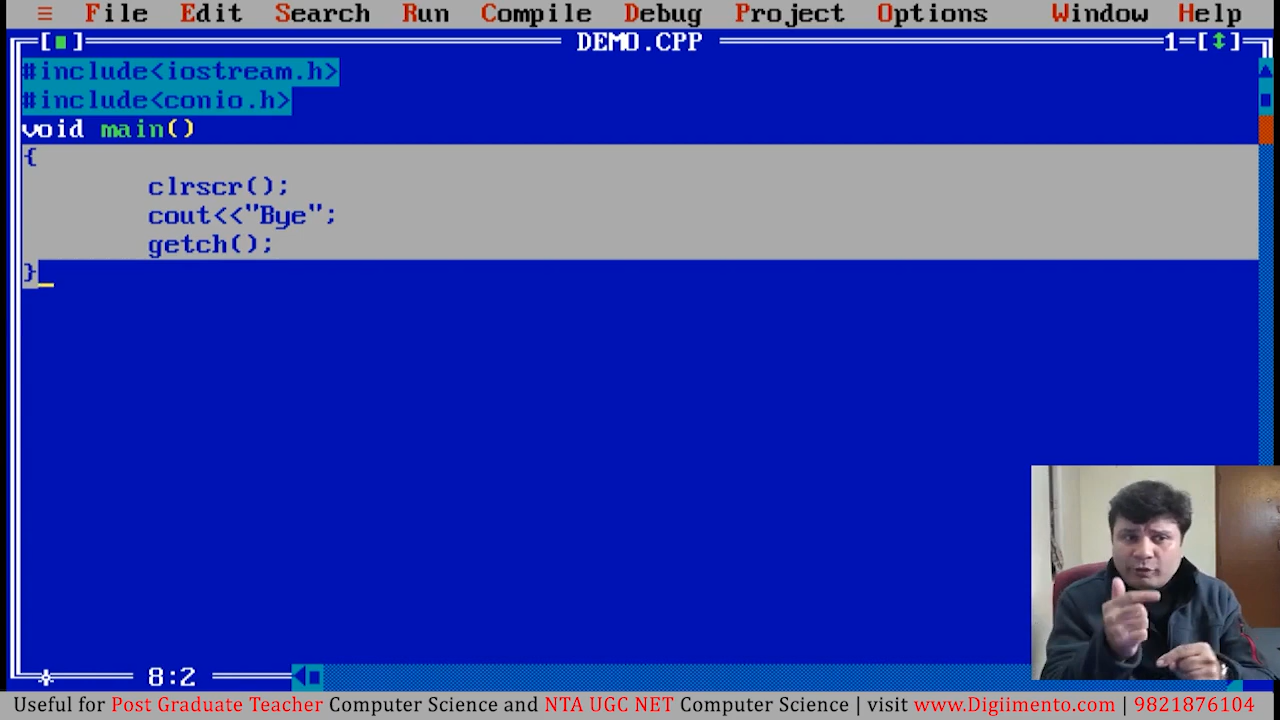 ≡ File Edit Search Run Compile Debug Project Options Window Help
[■] DEMO.CPP 1=[↕]
#include<iostream.h>
#include<conio.h>
void main()
{
clrscr();
cout<<"Bye";
getch();
}
* 8:2
Useful for Post Graduate Teacher Computer Science and NTA UGC NET Computer Science | visit www.Digiimento.com | 9821876104